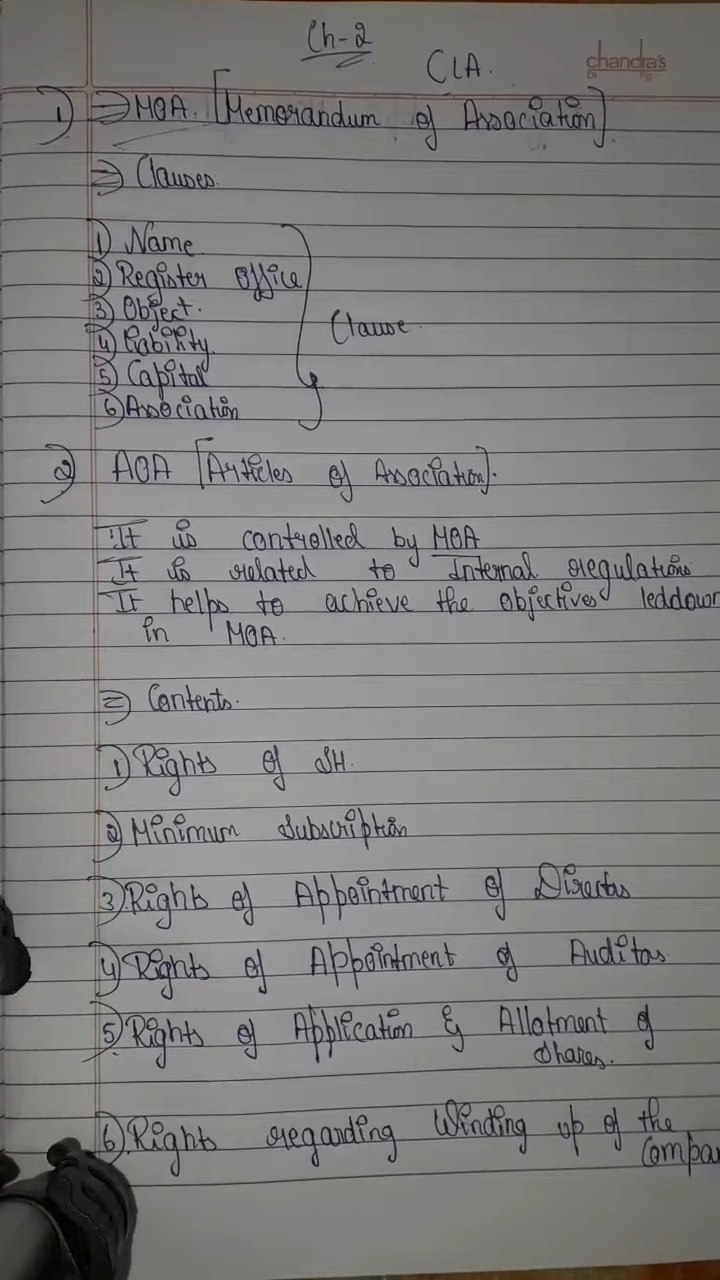 Ch-2
CLA.
chandra's
1) ⇒ MOA. [Memorandum of Association].
⇒ Clauses.
1) Name
2) Register office
3) Object.
4) Liability.
5) Capital
6) Association
Clause
2) AOA [Articles of Association].
It is controlled by MOA
It is related to Internal regulations
It helps to achieve the objectives leddown
in MOA.
⇒ Contents.
1) Rights of SH.
2) Minimum Subscription
3) Rights of Appointment of Directors
4) Rights of Appointment of Auditors
5) Rights of Application & Allotment of
Shares.
6) Rights regarding Winding up of the
Compa